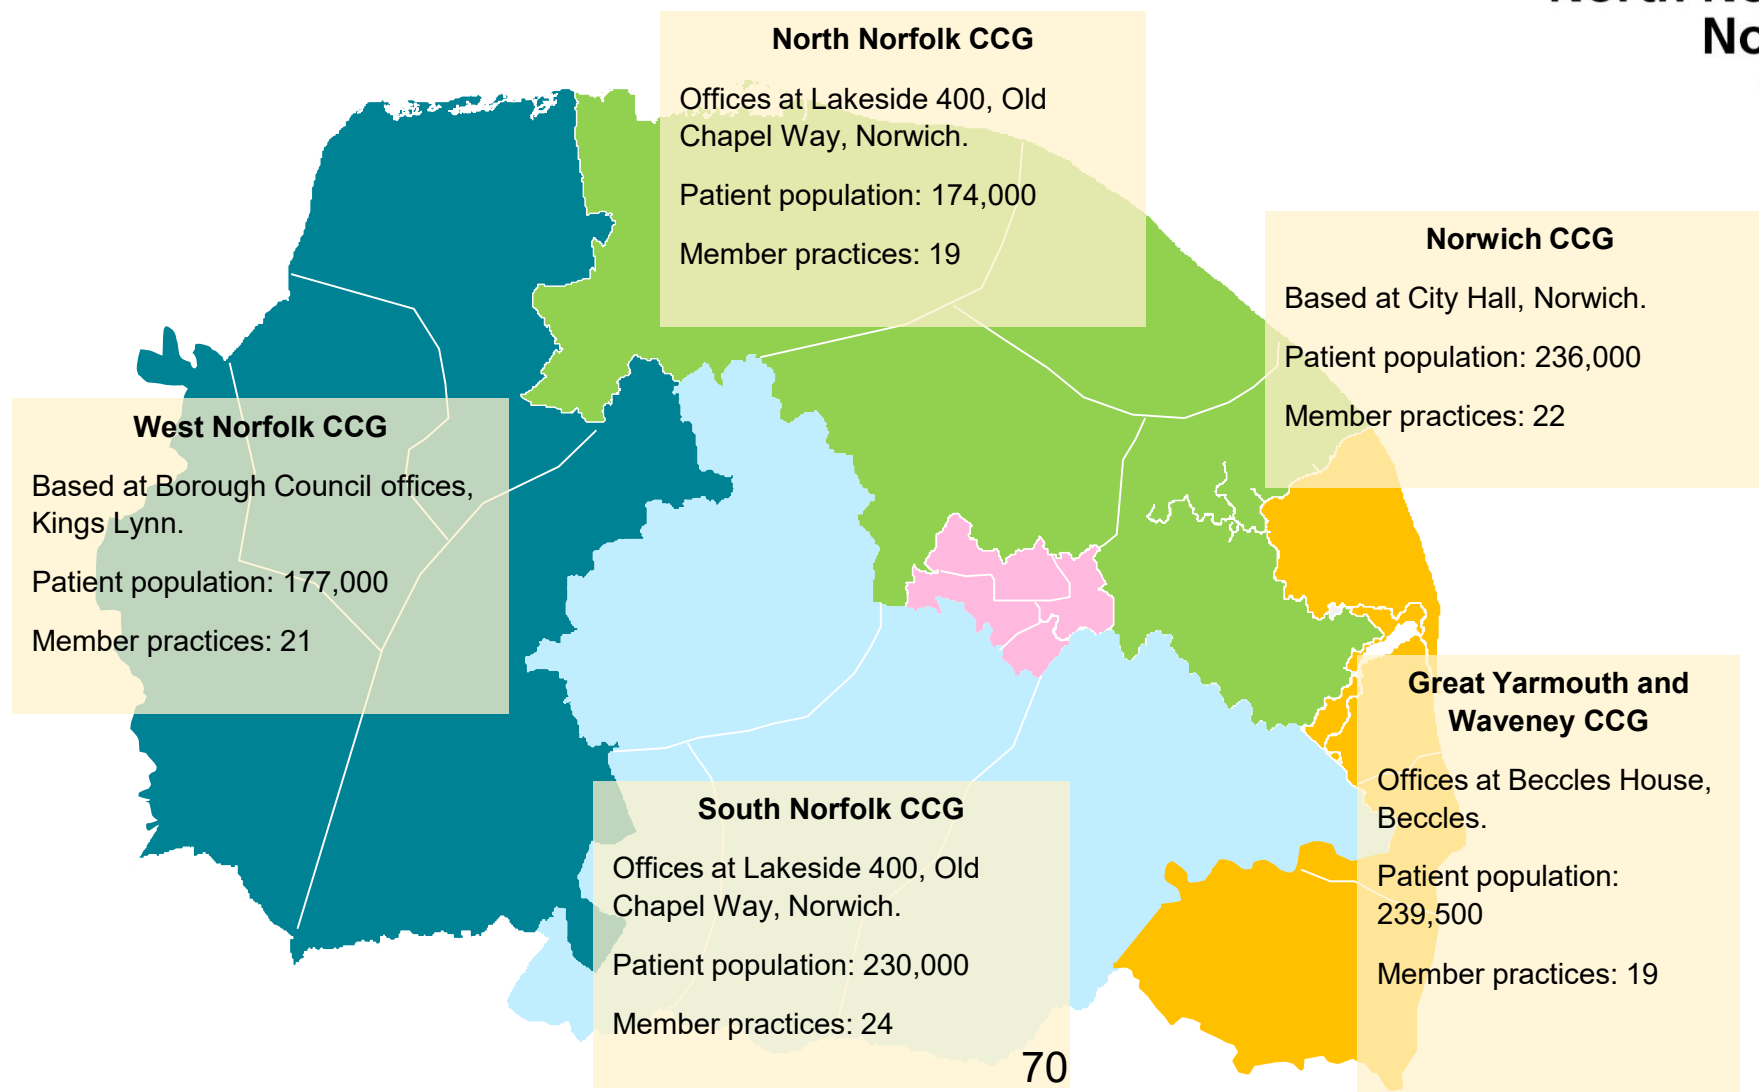 No
North Norfolk CCG
Offices at Lakeside 400, Old
Chapel Way, Norwich.
Patient population: 174,000
Member practices: 19
Norwich CCG
Based at City Hall, Norwich.
Patient population: 236,000
Member practices: 22
West Norfolk CCG
Based at Borough Council offices,
Kings Lynn.
Patient population: 177,000
Member practices: 21
Great Yarmouth and
Waveney CCG
Offices at Beccles House,
Beccles.
Patient population:
239,500
Member practices: 19
South Norfolk CCG
Offices at Lakeside 400, Old
Chapel Way, Norwich.
Patient population: 230,000
Member practices: 24
70